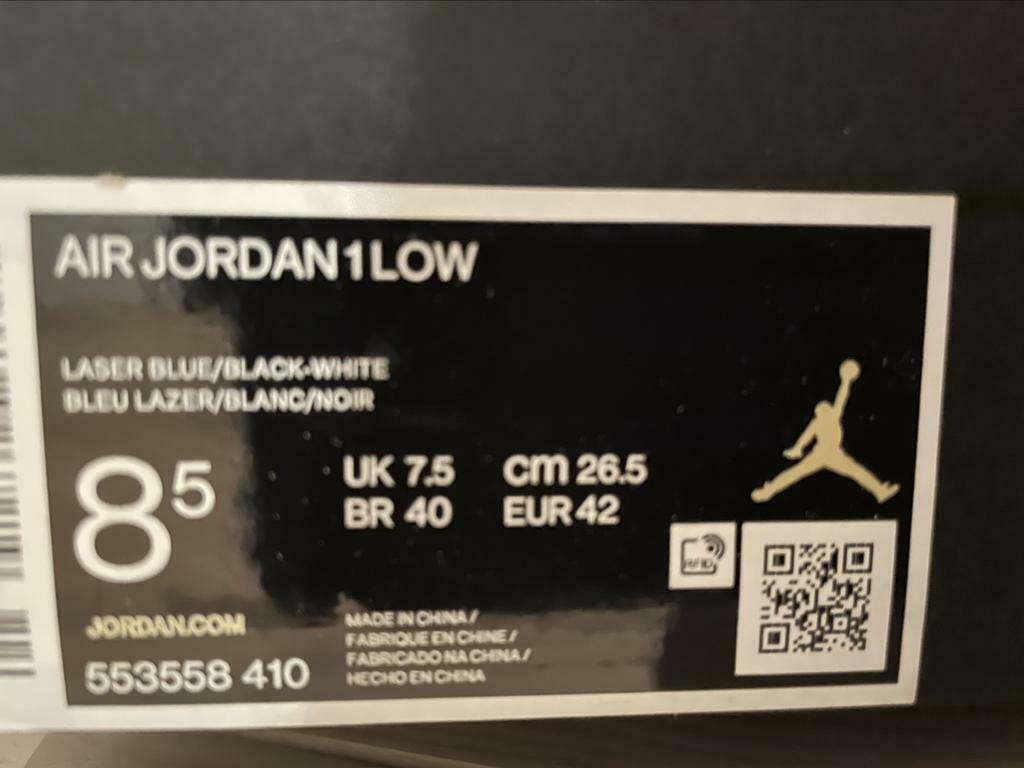 AIR JORDAN 1 LOW
LASER BLUE/BLACK-WHITE
BLEU LAZER/BLANC/NOIR
8 5
UK 7.5 cm 26.5
BR 40 EUR 42
RFID
JORDAN.COM
553558 410
MADE IN CHINA /
FABRIQUE EN CHINE /
FABRICADO NA CHINA /
HECHO EN CHINA